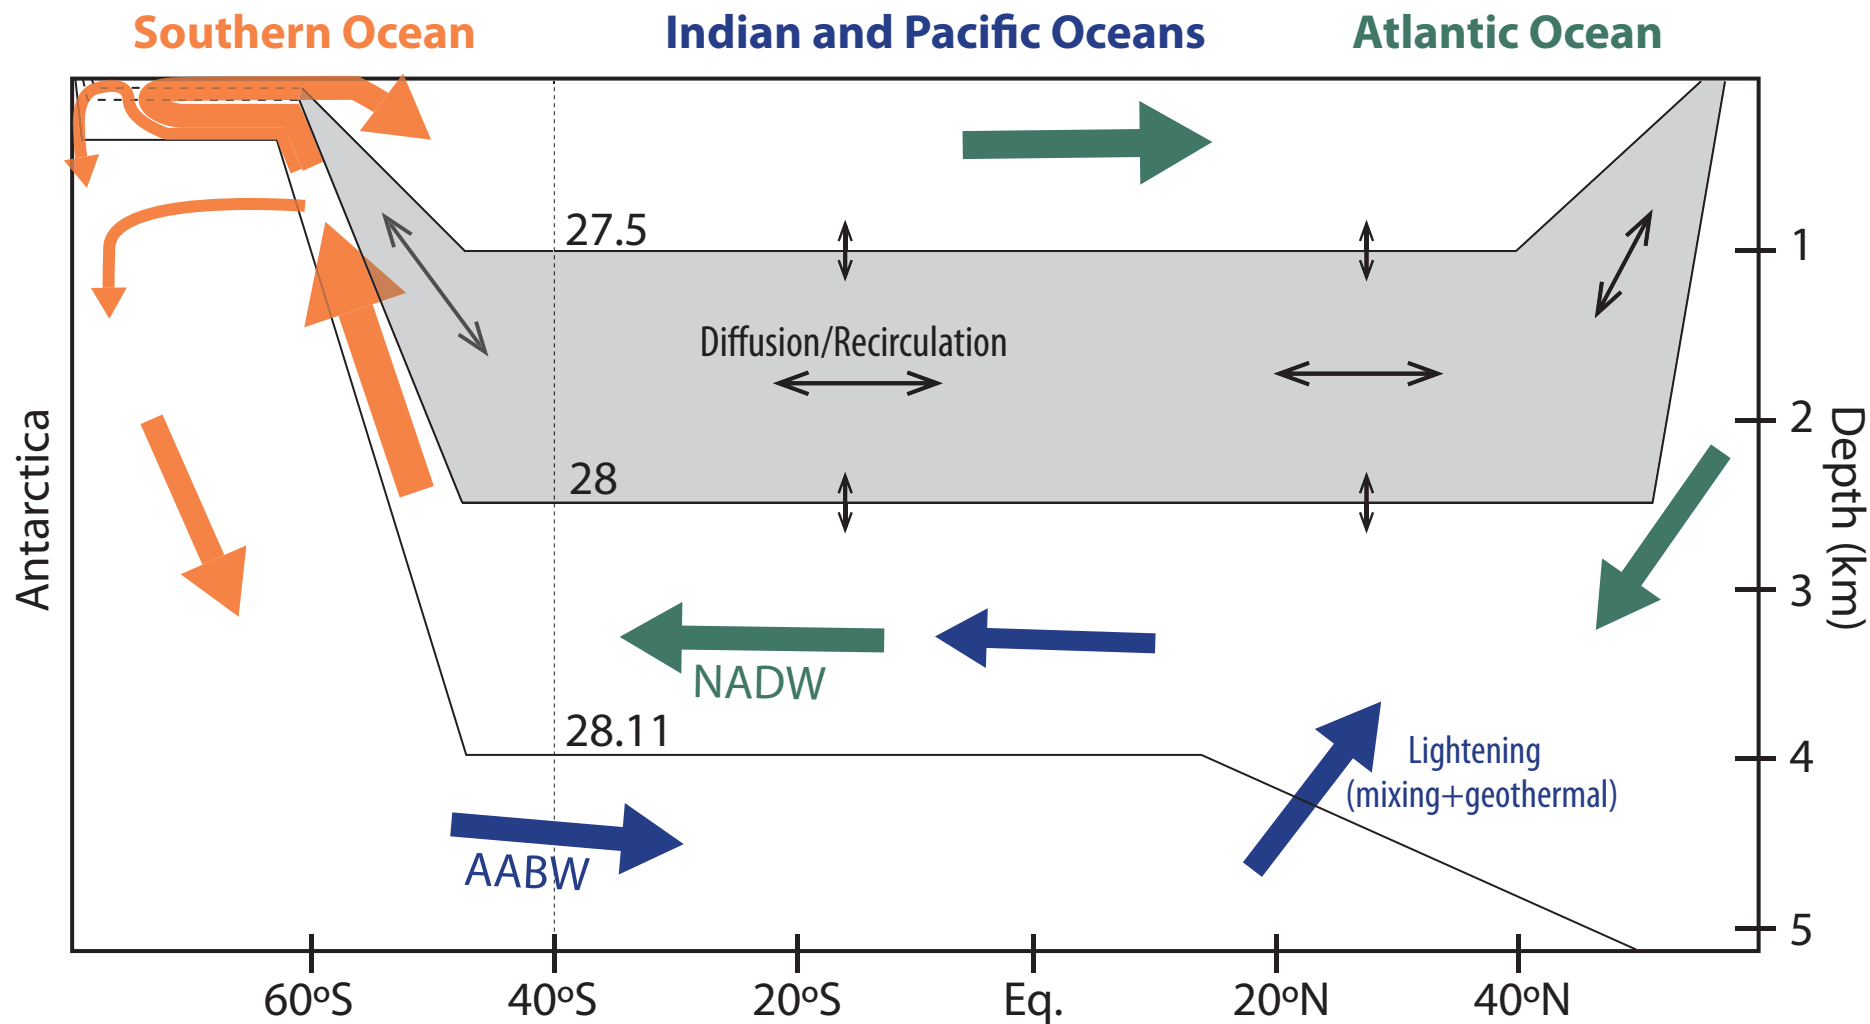 Southern Ocean
Indian and Pacific Oceans
Atlantic Ocean
27.5
1
Diffusion/Recirculation
2
28
Antarctica
Depth (km)
3
NADW
28.11
Lightening
(mixing+geothermal)
4
AABW
5
60ºS
40ºS
20ºS
Eq.
20ºN
40ºN